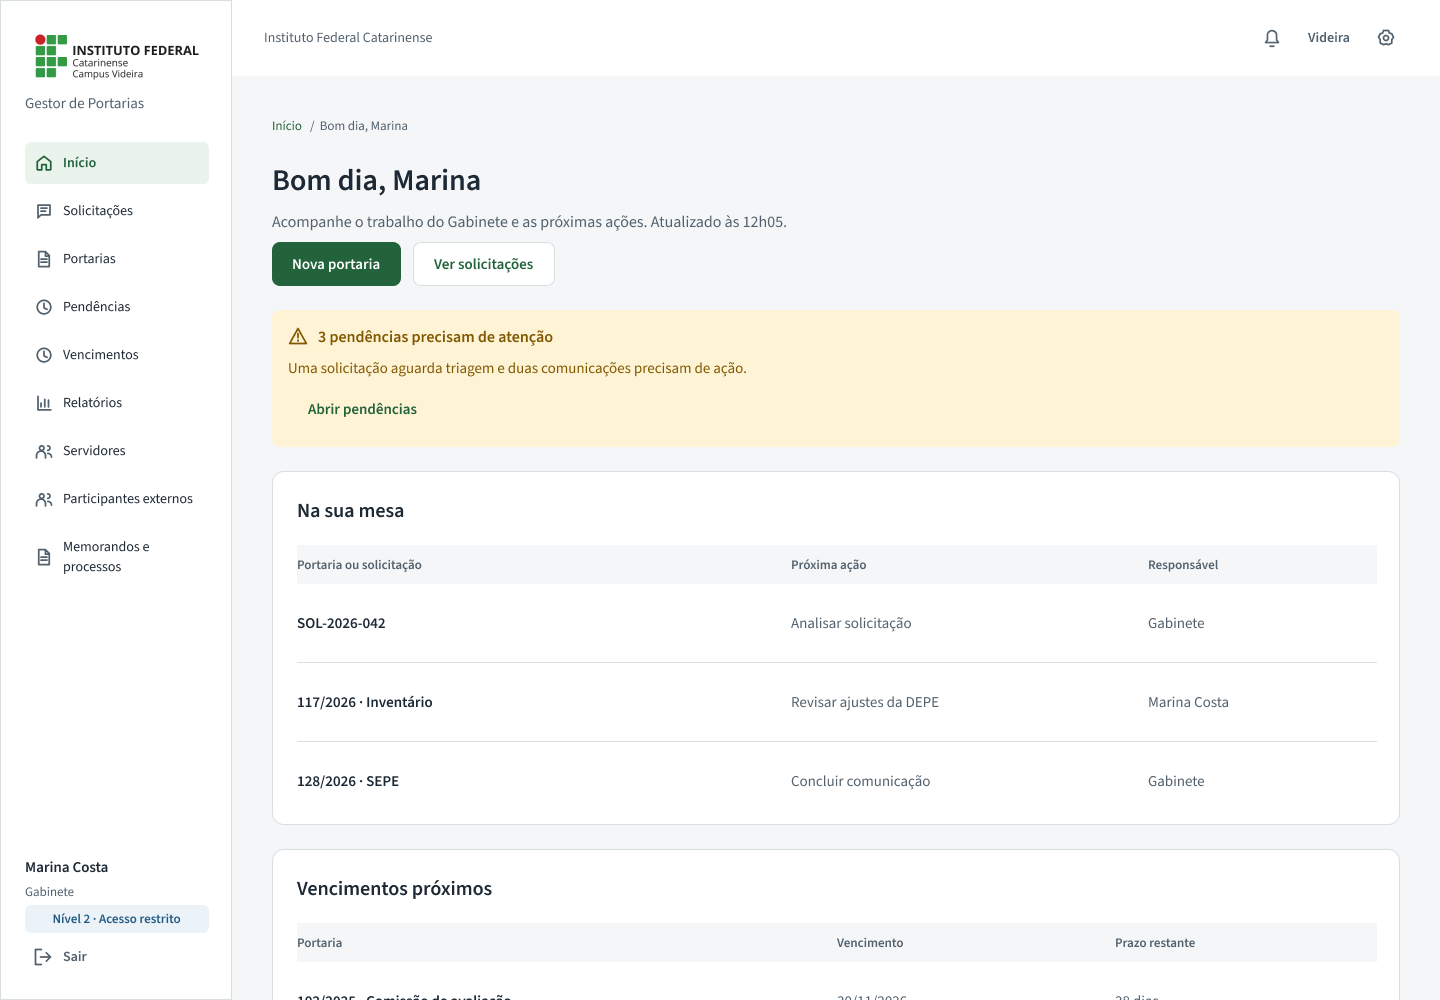 INSTITUTO FEDERAL
Catarinense
Campus Videira
Gestor de Portarias
Início
Solicitações
Portarias
Pendências
Vencimentos
Relatórios
Servidores
Participantes externos
Memorandos e
processos
Marina Costa
Gabinete
Nível 2 · Acesso restrito
Sair
Instituto Federal Catarinense
Videira
Início / Bom dia, Marina
Bom dia, Marina
Acompanhe o trabalho do Gabinete e as próximas ações. Atualizado às 12h05.
Nova portaria
Ver solicitações
3 pendências precisam de atenção
Uma solicitação aguarda triagem e duas comunicações precisam de ação.
Abrir pendências
Na sua mesa
Portaria ou solicitação Próxima ação Responsável
SOL-2026-042 Analisar solicitação Gabinete
117/2026 · Inventário Revisar ajustes da DEPE Marina Costa
128/2026 · SEPE Concluir comunicação Gabinete
Vencimentos próximos
Portaria Vencimento Prazo restante